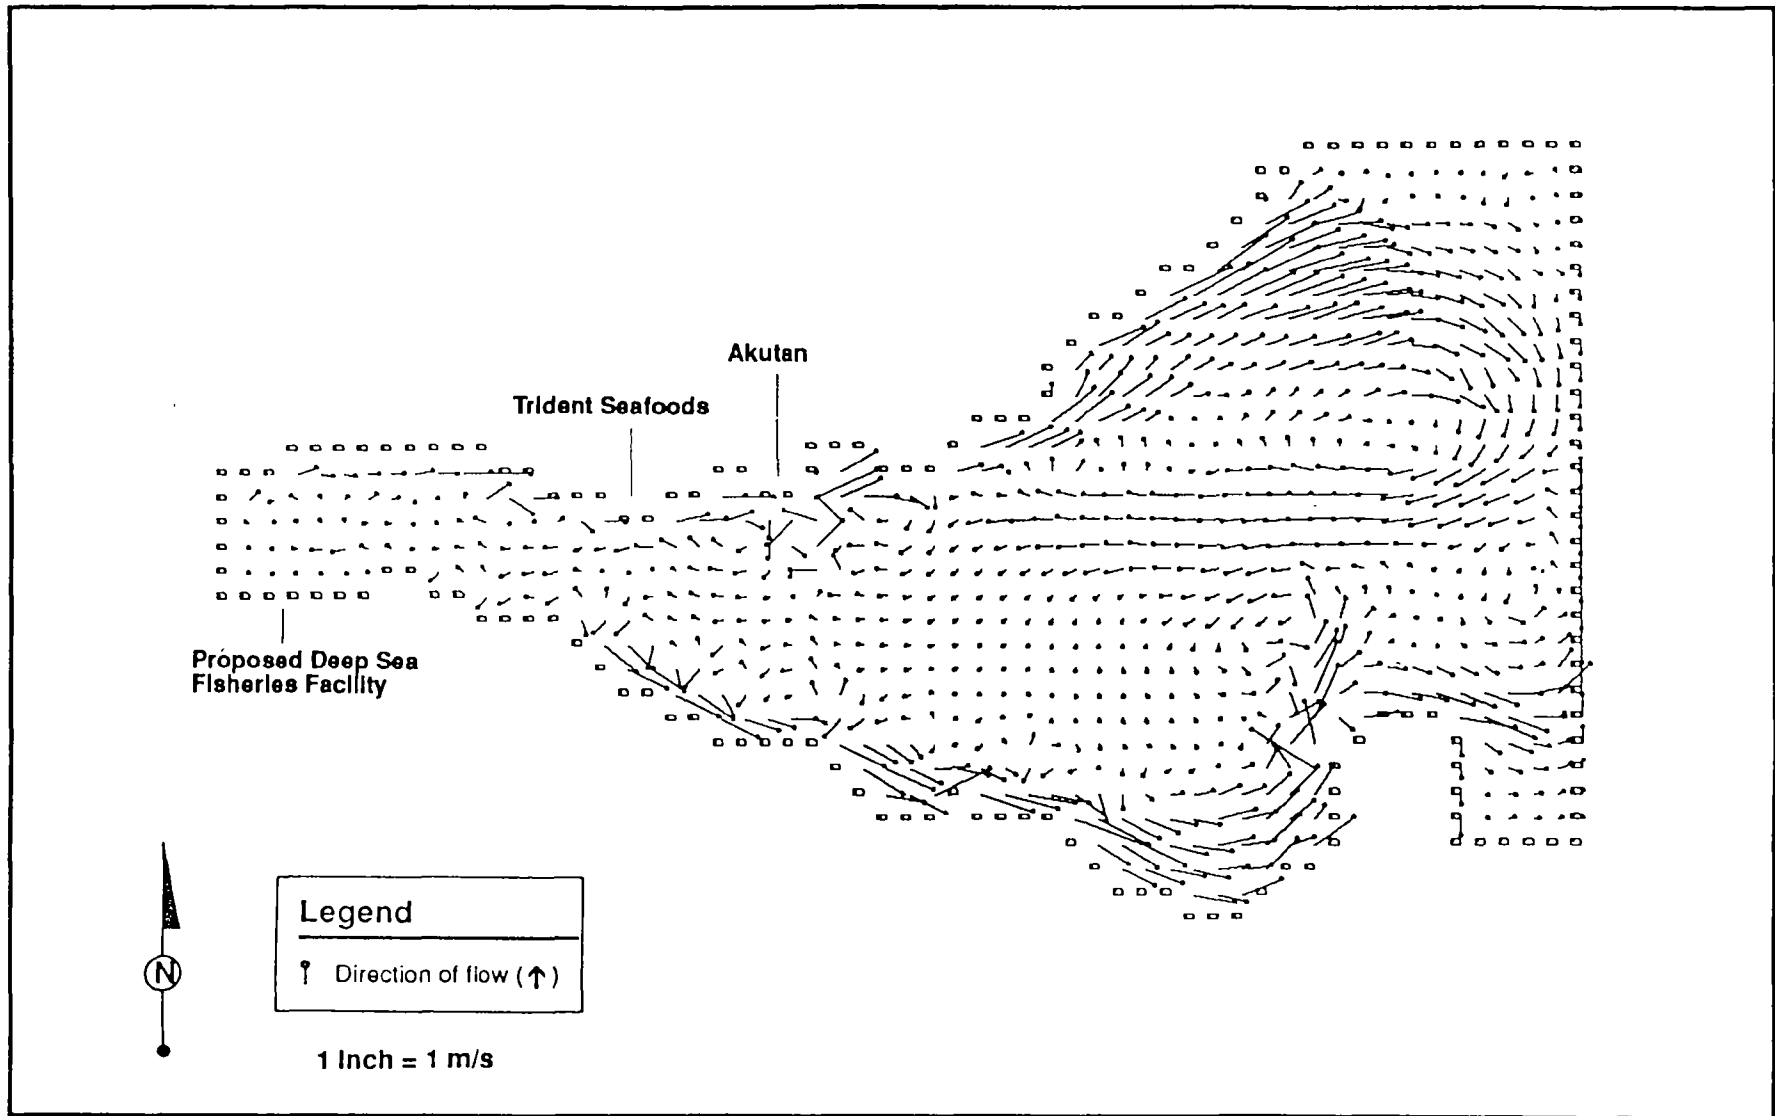 Akutan
Trident Seafoods
Proposed Deep Sea
Fisheries Facility
Legend
Direction of flow (↑)
N
1 Inch = 1 m/s